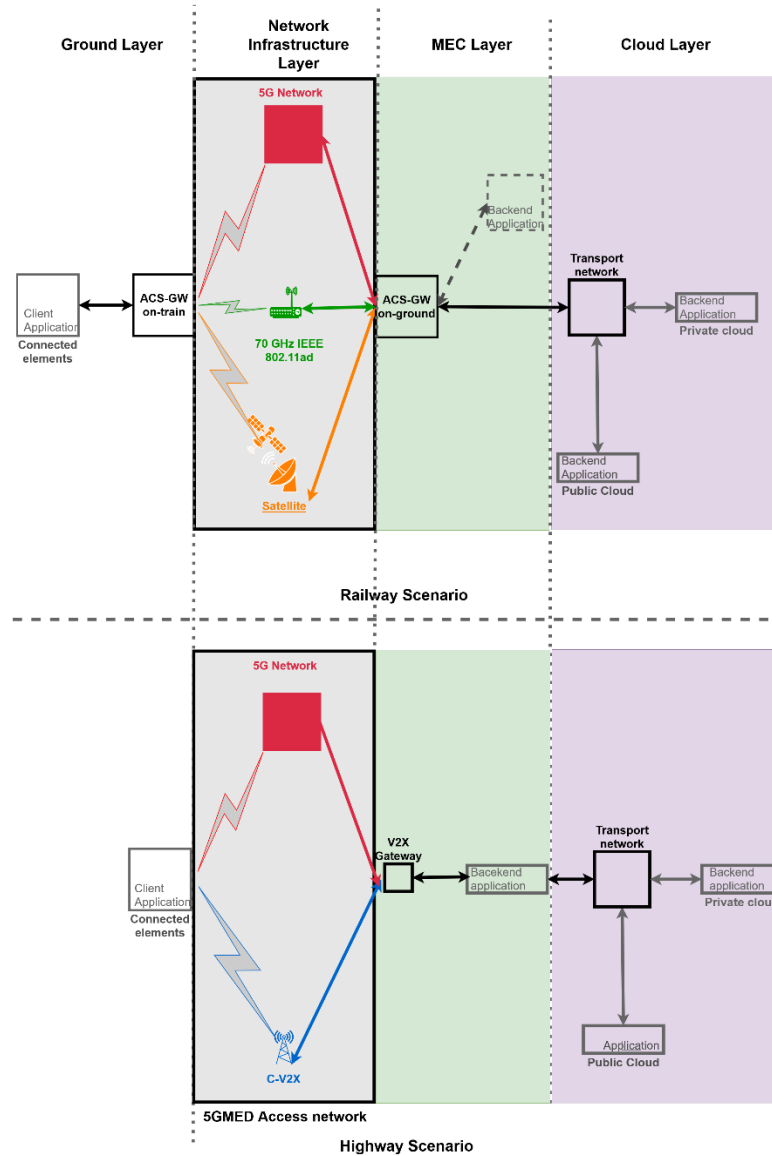 Ground Layer
Network
Infrastructure
Layer
MEC Layer
Cloud Layer
5G Network
Backend
Application
Transport
network
Client
Application
Connected
elements
ACS-GW
on-train
70 GHz IEEE
802.11ad
ACS-GW
on-ground
Backend
Application
Private cloud
Satellite
Backend
Application
Public Cloud
Railway Scenario
5G Network
V2X
Gateway
Transport
network
Client
Application
Connected
elements
Bacekend
application
Backend
application
Private cloud
C-V2X
Application
Public Cloud
5GMED Access network
Highway Scenario